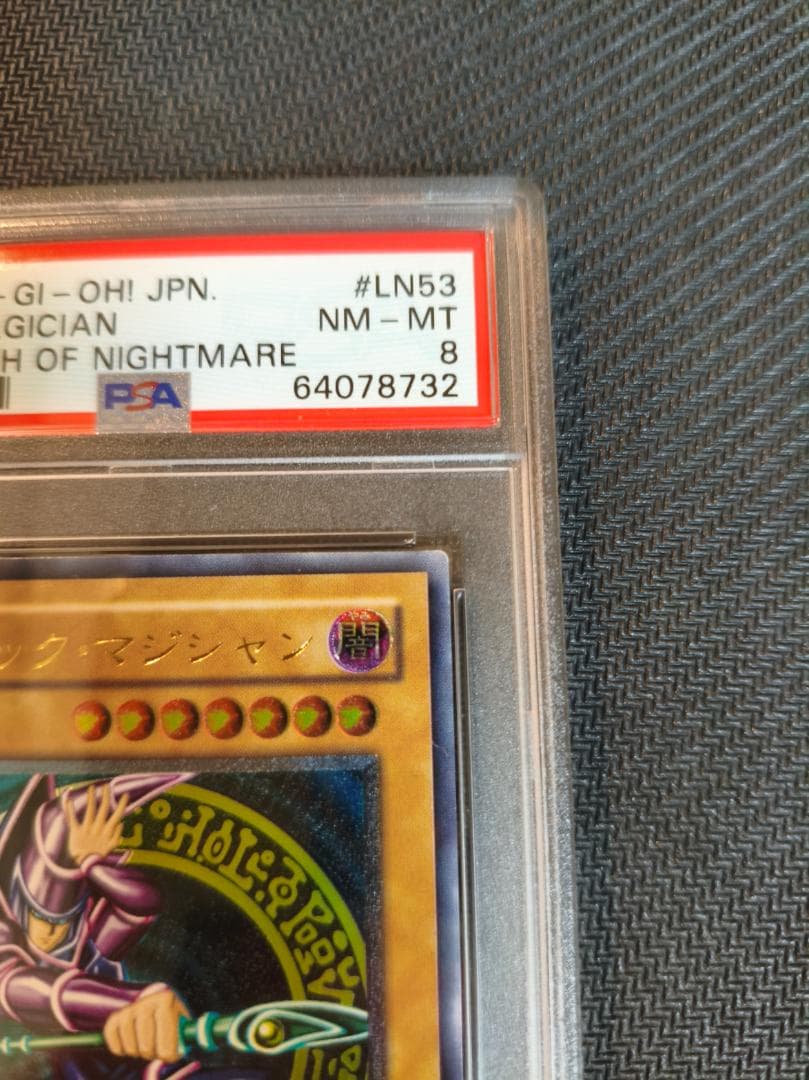 -GI-OH! JPN. #LN53
GICIAN NM-MT
H OF NIGHTMARE 8
PSA 64078732
ック・マジシャン 闇